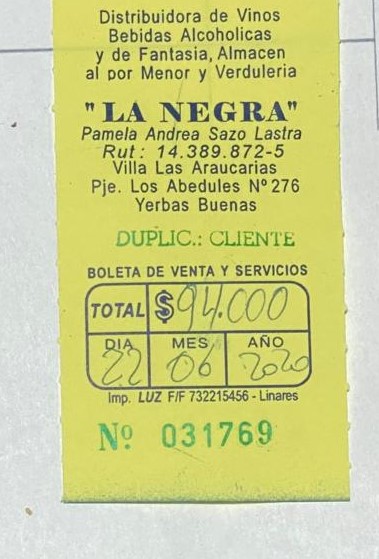 Distribuidora de Vinos
Bebidas Alcoholicas
y de Fantasia, Almacen
al por Menor y Verduleria
"LA NEGRA"
Pamela Andrea Sazo Lastra
Rut: 14.389.872-5
Villa Las Araucarias
Pje. Los Abedules Nº 276
Yerbas Buenas
DUPLIC.: CLIENTE
BOLETA DE VENTA Y SERVICIOS
TOTAL $94.000
DIA MES AÑO
22 06 2020
Imp. LUZ F/F 732215456 - Linares
Nº 031769